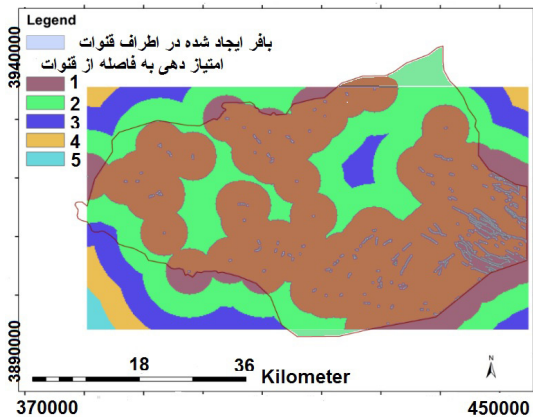 Legend
بافر ایجاد شده در اطراف قنوات
امتیاز دهی به فاصله از قنوات
1
2
3
4
5
3940000
3890000
18
36
Kilometer
N
370000
450000